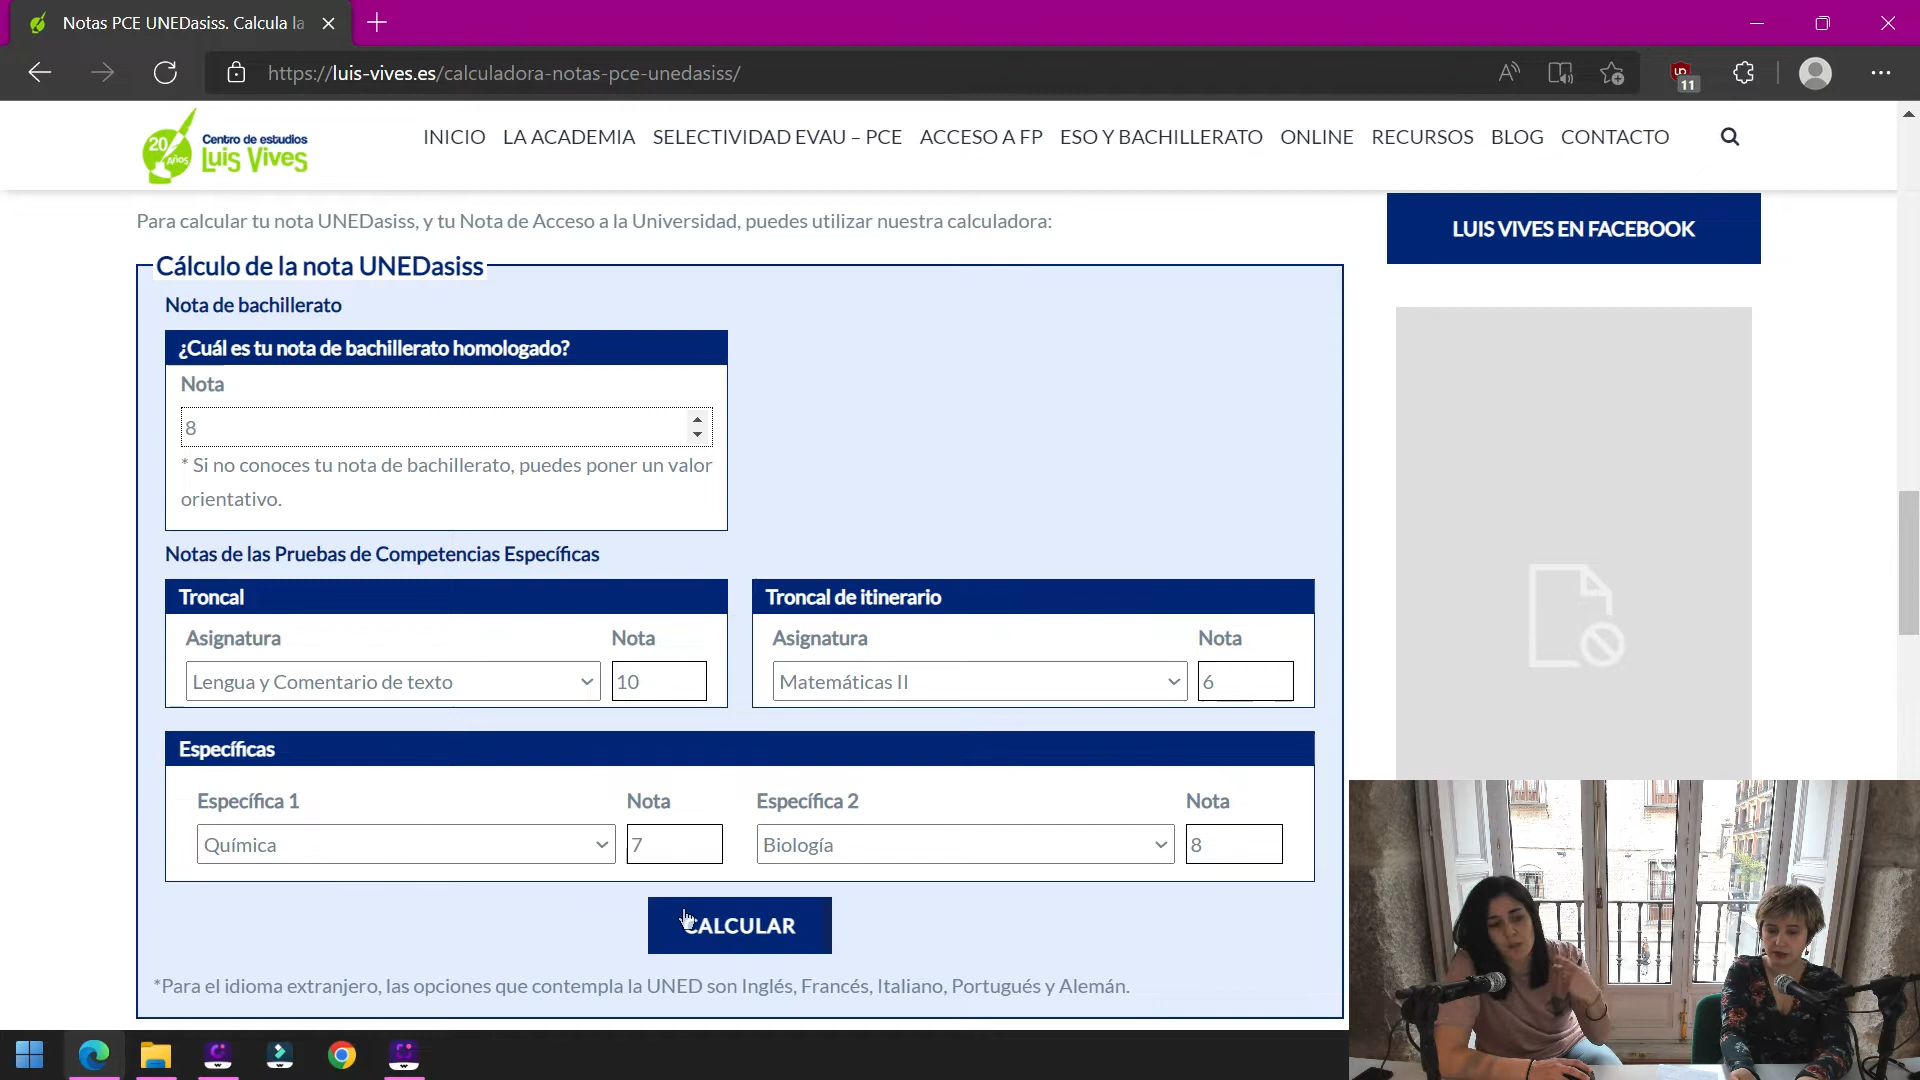 Notas PCE UNEDasiss. Calcula la
https://luis-vives.es/calculadora-notas-pce-unedasiss/
11
20 Años
Centro de estudios
Luis Vives
INICIO LA ACADEMIA SELECTIVIDAD EVAU – PCE ACCESO A FP ESO Y BACHILLERATO ONLINE RECURSOS BLOG CONTACTO
Para calcular tu nota UNEDasiss, y tu Nota de Acceso a la Universidad, puedes utilizar nuestra calculadora:
LUIS VIVES EN FACEBOOK
Cálculo de la nota UNEDasiss
Nota de bachillerato
¿Cuál es tu nota de bachillerato homologado?
Nota
8
* Si no conoces tu nota de bachillerato, puedes poner un valor
orientativo.
Notas de las Pruebas de Competencias Específicas
Troncal
Asignatura Nota
Lengua y Comentario de texto 10
Troncal de itinerario
Asignatura Nota
Matemáticas II 6
Específicas
Específica 1 Nota Específica 2 Nota
Química 7 Biología 8
CALCULAR
*Para el idioma extranjero, las opciones que contempla la UNED son Inglés, Francés, Italiano, Portugués y Alemán.